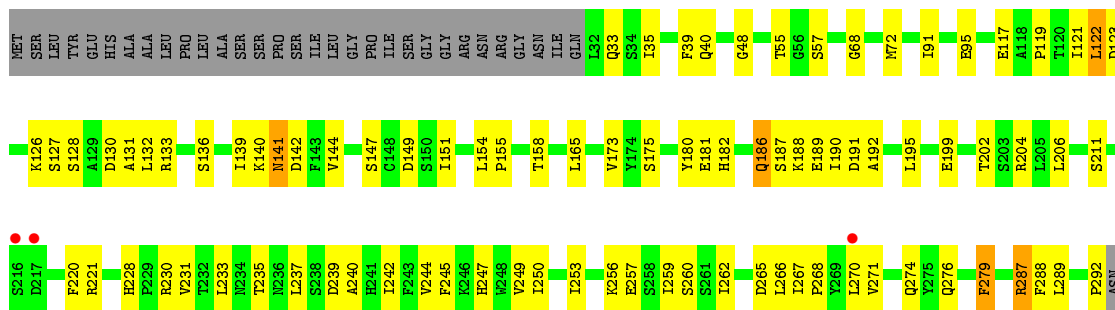 MET SER LEU TYR GLU HIS ALA ALA LEU PRO LEU ALA SER SER PRO SER ILE LEU GLY PRO ILE SER GLY GLY ARG ASN ARG GLY ASN ILE GLN L32 Q33 S34 I35 F39 Q40 G48 T55 G56 S57 G68 M72 I91 E95 E117 A118 P119 T120 I121 L122 D123
K126 S127 S128 A129 D130 A131 L132 R133 S136 I139 K140 N141 D142 F143 V144 S147 C148 D149 S150 I151 L154 P155 T158 L165 V173 Y174 S175 Y180 E181 H182 Q186 S187 K188 E189 I190 D191 A192 L195 E199 T202 S203 R204 L205 L206 S211
S216 D217 F220 R221 H228 P229 R230 V231 T232 L233 N234 T235 N236 L237 S238 D239 A240 H241 I242 F243 V244 F245 K246 H247 W248 V249 I250 I253 K256 E257 S258 I259 S260 S261 I262 D265 L266 I267 P268 Y269 L270 V271 Q274 Y275 Q276 F279 R287 F288 L289 P292 ASN